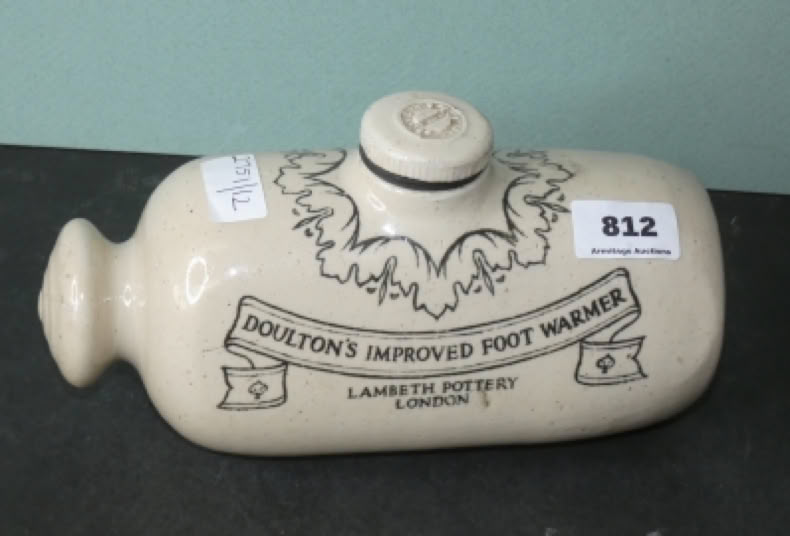 812
Armitage Auctions
DOULTON'S IMPROVED FOOT WARMER
LAMBETH POTTERY
LONDON